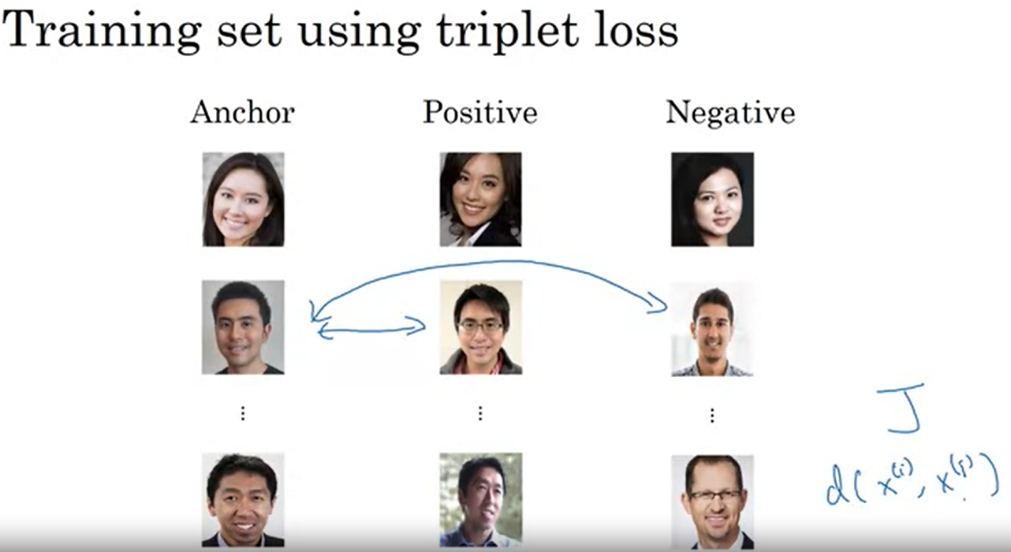 Training set using triplet loss
Anchor Positive Negative
⋮ ⋮ ⋮
J
d(x^(i), x^(j))